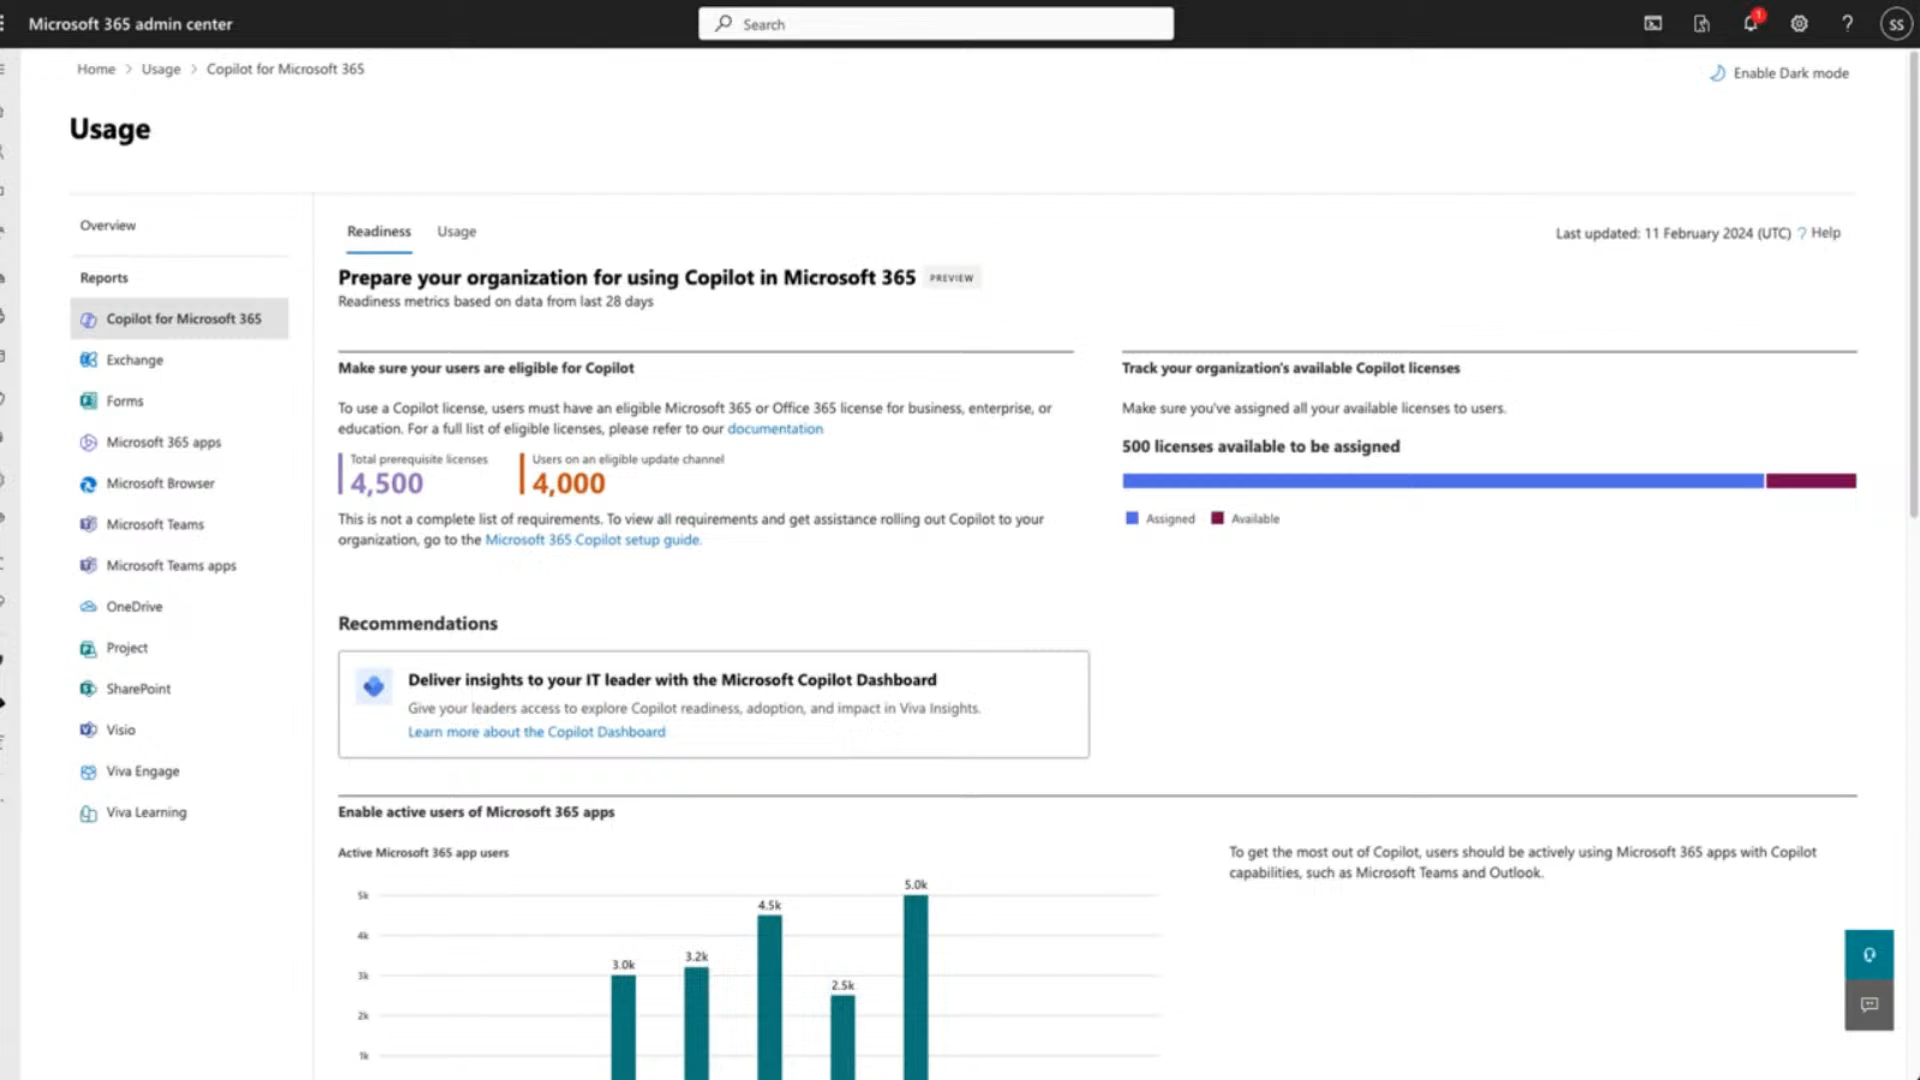 Microsoft 365 admin center
Search
1
SS
Home > Usage > Copilot for Microsoft 365
Enable Dark mode
Usage
Overview
Reports
Copilot for Microsoft 365
Exchange
Forms
Microsoft 365 apps
Microsoft Browser
Microsoft Teams
Microsoft Teams apps
OneDrive
Project
SharePoint
Visio
Viva Engage
Viva Learning
Readiness Usage
Last updated: 11 February 2024 (UTC) ? Help
Prepare your organization for using Copilot in Microsoft 365 PREVIEW
Readiness metrics based on data from last 28 days
Make sure your users are eligible for Copilot
To use a Copilot license, users must have an eligible Microsoft 365 or Office 365 license for business, enterprise, or
education. For a full list of eligible licenses, please refer to our documentation
Total prerequisite licenses
4,500
Users on an eligible update channel
4,000
This is not a complete list of requirements. To view all requirements and get assistance rolling out Copilot to your
organization, go to the Microsoft 365 Copilot setup guide.
Track your organization's available Copilot licenses
Make sure you've assigned all your available licenses to users.
500 licenses available to be assigned
Assigned Available
Recommendations
Deliver insights to your IT leader with the Microsoft Copilot Dashboard
Give your leaders access to explore Copilot readiness, adoption, and impact in Viva Insights.
Learn more about the Copilot Dashboard
Enable active users of Microsoft 365 apps
Active Microsoft 365 app users
5k
4k
3k
2k
1k
3.0k
3.2k
4.5k
2.5k
5.0k
To get the most out of Copilot, users should be actively using Microsoft 365 apps with Copilot
capabilities, such as Microsoft Teams and Outlook.